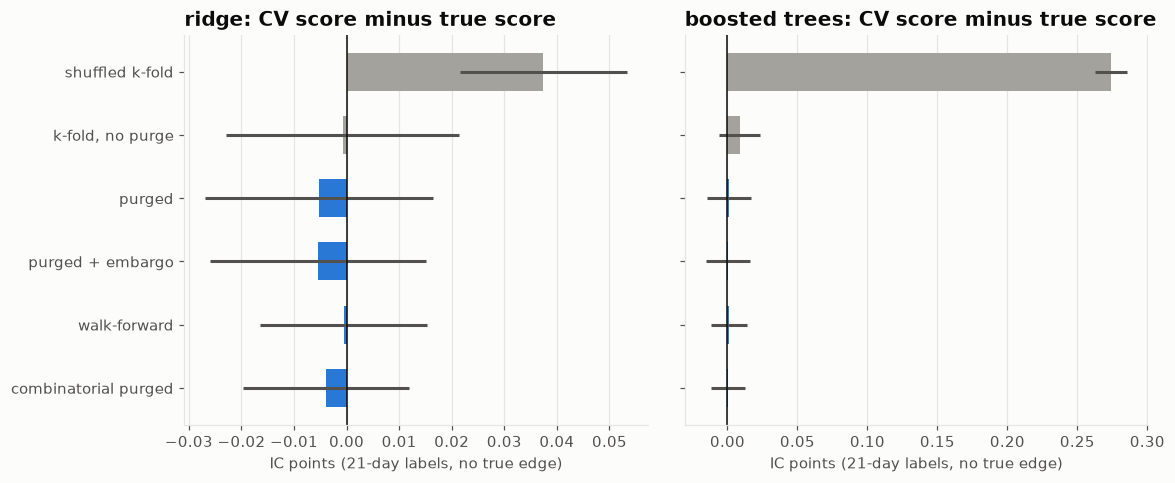 ridge: CV score minus true score
boosted trees: CV score minus true score
shuffled k-fold
k-fold, no purge
purged
purged + embargo
walk-forward
combinatorial purged
−0.03 −0.02 −0.01 0.00 0.01 0.02 0.03 0.04 0.05
0.00 0.05 0.10 0.15 0.20 0.25 0.30
IC points (21-day labels, no true edge)
IC points (21-day labels, no true edge)